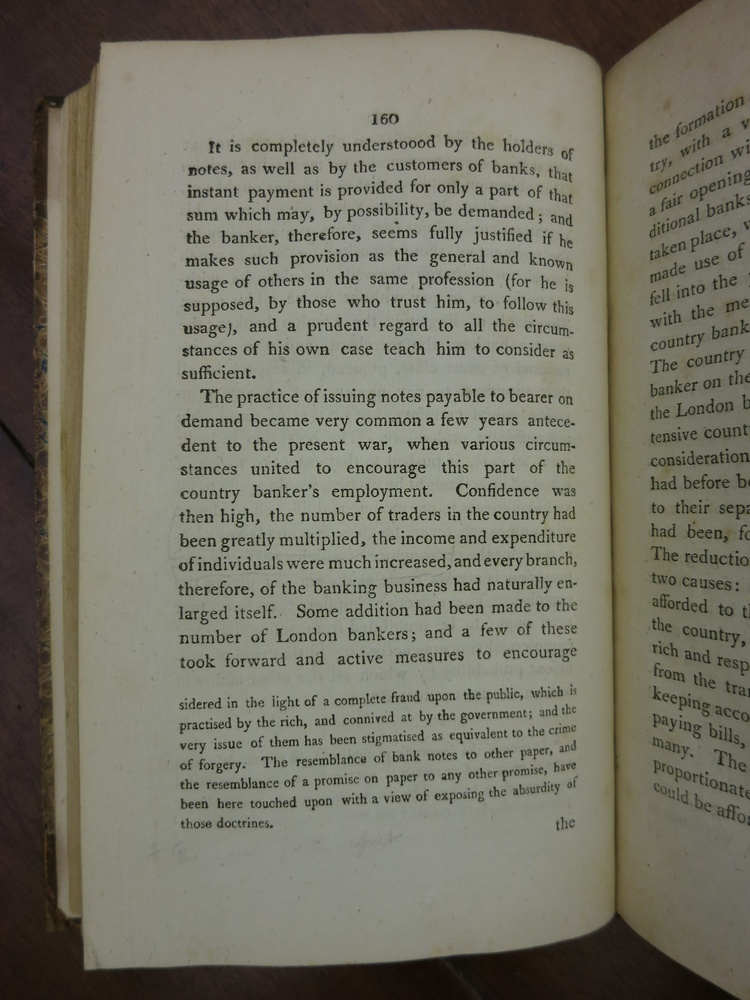 160
It is completely understoood by the holders of
notes, as well as by the customers of banks, that
instant payment is provided for only a part of that
sum which may, by possibility, be demanded; and
the banker, therefore, seems fully justified if he
makes such provision as the general and known
usage of others in the same profession (for he is
supposed, by those who trust him, to follow this
usage), and a prudent regard to all the circum-
stances of his own case teach him to consider as
sufficient.
The practice of issuing notes payable to bearer on
demand became very common a few years antece-
dent to the present war, when various circum-
stances united to encourage this part of the
country banker's employment. Confidence was
then high, the number of traders in the country had
been greatly multiplied, the income and expenditure
of individuals were much increased, and every branch,
therefore, of the banking business had naturally en-
larged itself. Some addition had been made to the
number of London bankers; and a few of these
took forward and active measures to encourage
sidered in the light of a complete fraud upon the public, which is
practised by the rich, and connived at by the government; and the
very issue of them has been stigmatised as equivalent to the crime
of forgery. The resemblance of bank notes to other paper, and
the resemblance of a promise on paper to any other promise, have
been here touched upon with a view of exposing the absurdity of
those doctrines.
the
the formation
try, with a
connection
a fair opening
ditional banks
taken place,
made use of
fell into the
with the
country bank
The country
banker on the
the London
tensive
consideration
had before
to their
had been,
The
two causes:
afforded to
the country,
rich and
from the
keeping
paying bills,
many. The
could be